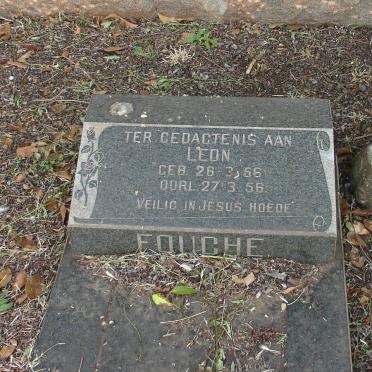 TER GEDAGTENIS AAN
LEON
GEB. 26·3·56
OORL. 27·3·56.
VEILIG IN JESUS HOEDE
FOUCHE